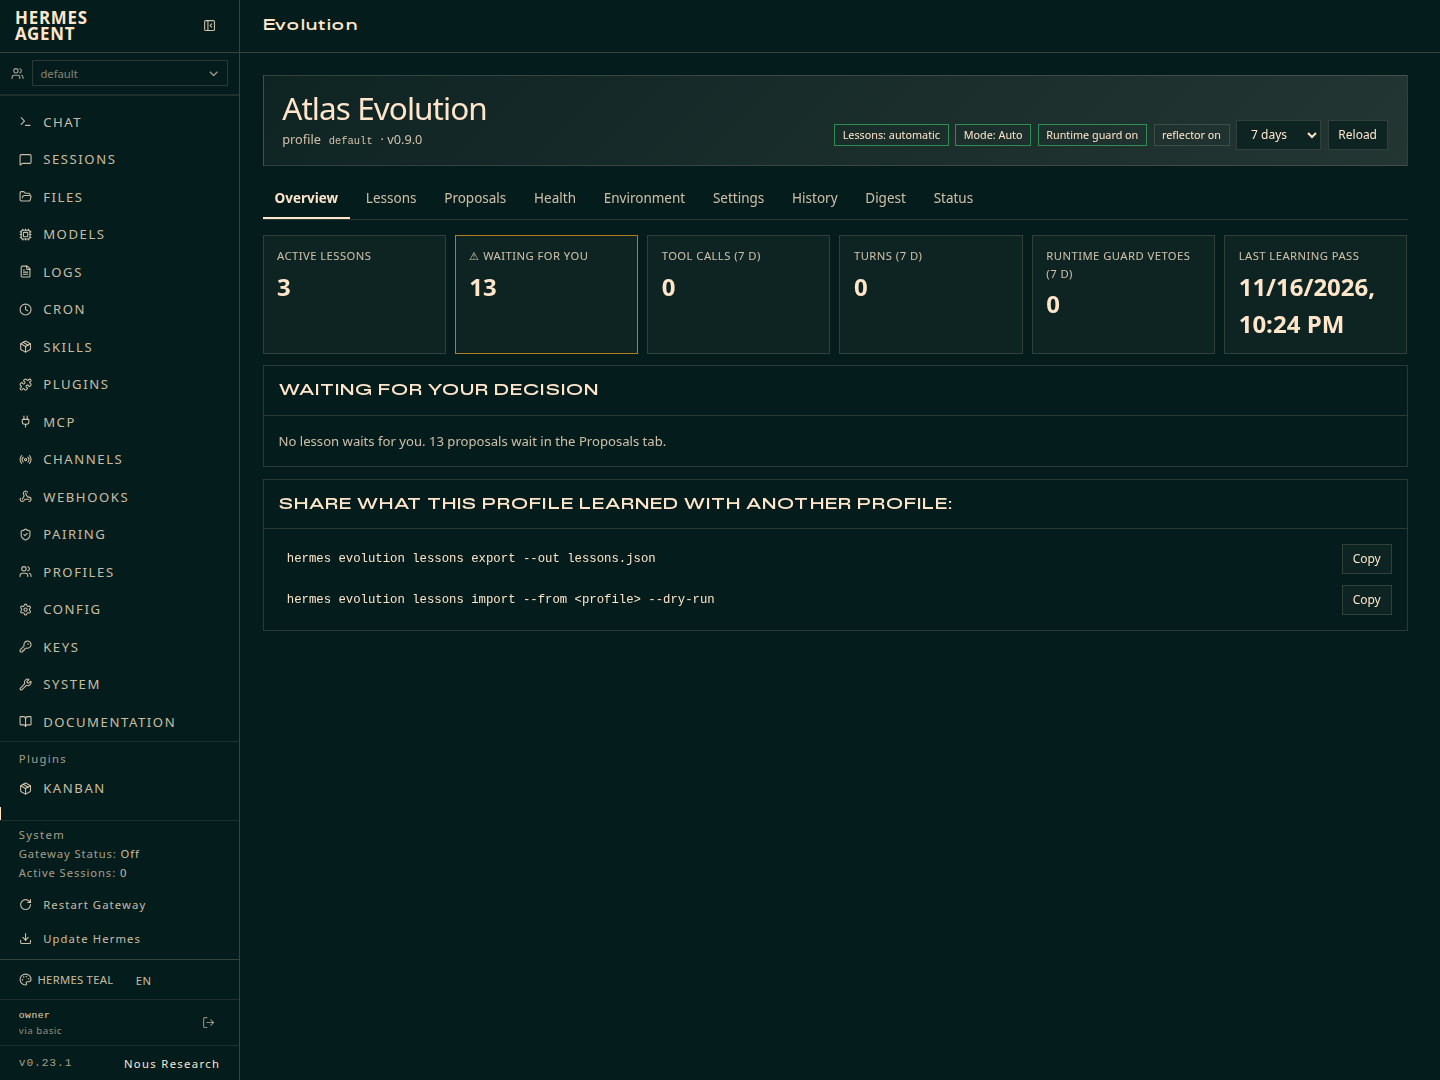 HERMES
AGENT
default
CHAT
SESSIONS
FILES
MODELS
LOGS
CRON
SKILLS
PLUGINS
MCP
CHANNELS
WEBHOOKS
PAIRING
PROFILES
CONFIG
KEYS
SYSTEM
DOCUMENTATION
Plugins
KANBAN
System
Gateway Status: Off
Active Sessions: 0
Restart Gateway
Update Hermes
HERMES TEAL EN
owner
via basic
v0.23.1 Nous Research
Evolution
Atlas Evolution
profile default · v0.9.0
Lessons: automatic Mode: Auto Runtime guard on reflector on 7 days Reload
Overview Lessons Proposals Health Environment Settings History Digest Status
ACTIVE LESSONS
3
⚠ WAITING FOR YOU
13
TOOL CALLS (7 D)
0
TURNS (7 D)
0
RUNTIME GUARD VETOES
(7 D)
0
LAST LEARNING PASS
11/16/2026,
10:24 PM
WAITING FOR YOUR DECISION
No lesson waits for you. 13 proposals wait in the Proposals tab.
SHARE WHAT THIS PROFILE LEARNED WITH ANOTHER PROFILE:
hermes evolution lessons export --out lessons.json Copy
hermes evolution lessons import --from <profile> --dry-run Copy